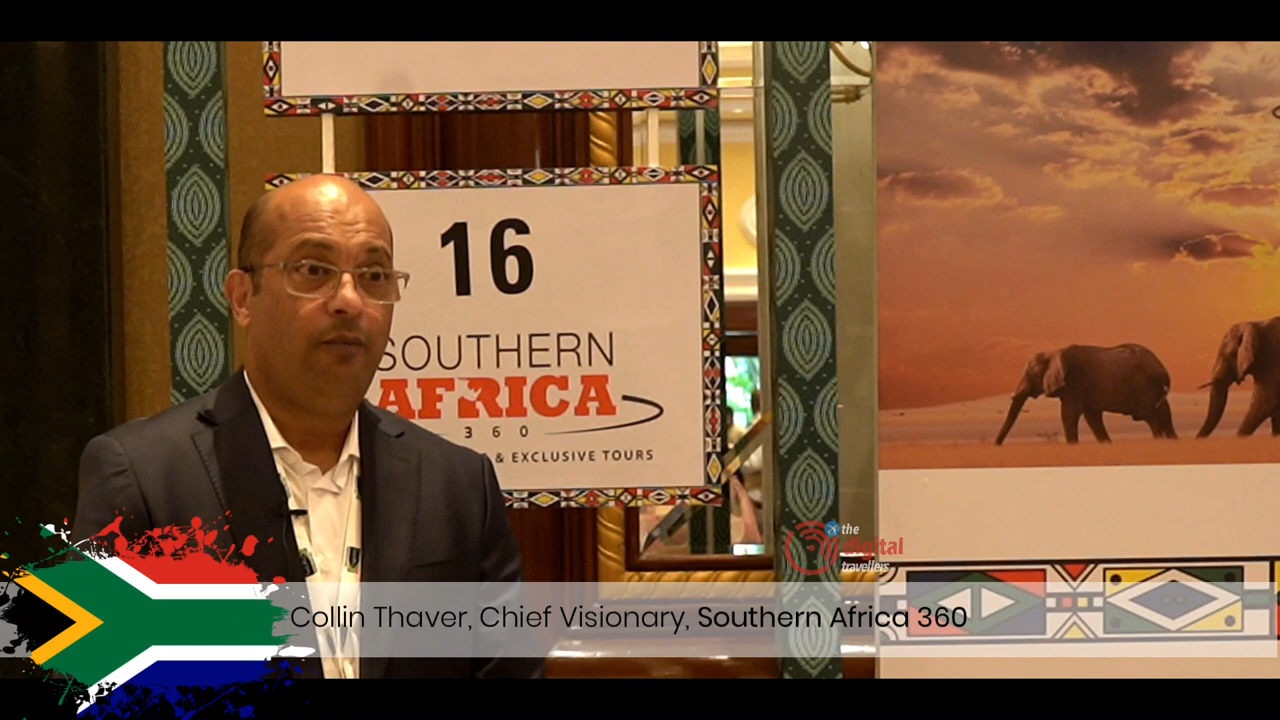 16
SOUTHERN
AFRICA
360
& EXCLUSIVE TOURS
the
digital
travellers
Collin Thaver, Chief Visionary, Southern Africa 360